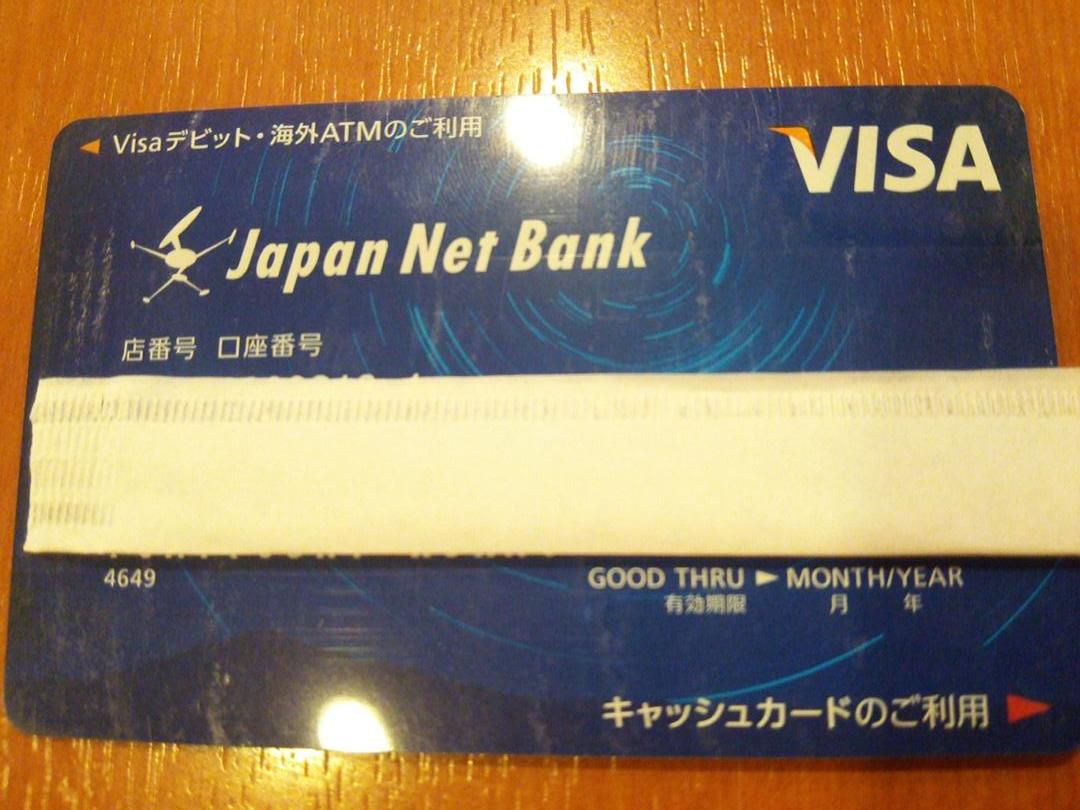 Visaデビット・海外ATMのご利用
VISA
Japan Net Bank
店番号 口座番号
4649
GOOD THRU ► MONTH/YEAR
有効期限 月 年
キャッシュカードのご利用